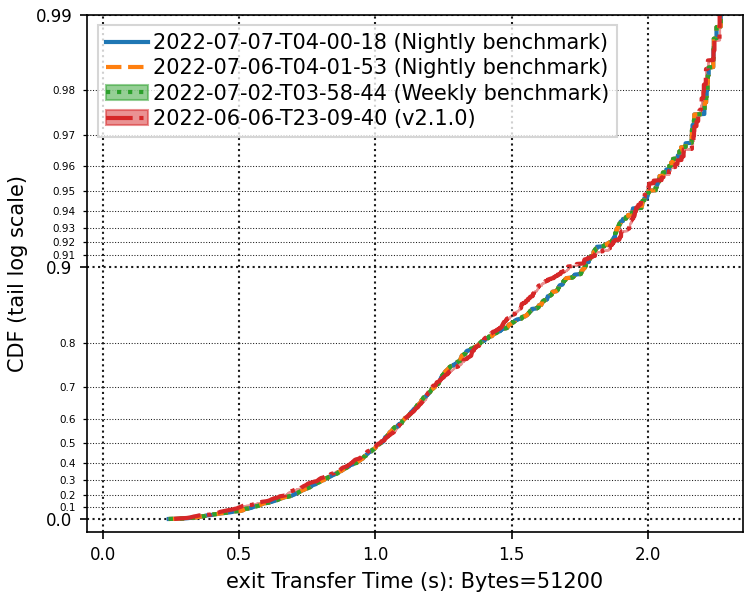 0.99
2022-07-07-T04-00-18 (Nightly benchmark)
2022-07-06-T04-01-53 (Nightly benchmark)
2022-07-02-T03-58-44 (Weekly benchmark)
2022-06-06-T23-09-40 (v2.1.0)
0.98
0.97
0.96
0.95
0.94
0.93
0.92
0.91
0.9
0.8
0.7
0.6
0.5
0.4
0.3
0.2
0.1
0.0
CDF (tail log scale)
0.0 0.5 1.0 1.5 2.0
exit Transfer Time (s): Bytes=51200